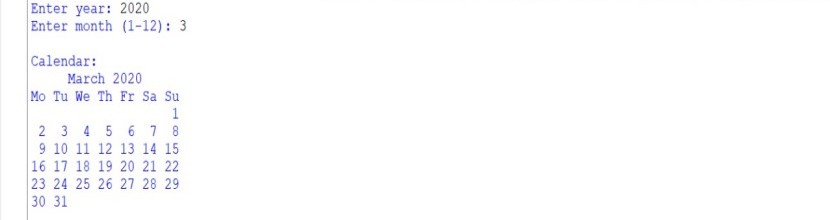 Enter year: 2020
Enter month (1-12): 3

Calendar:
     March 2020
Mo Tu We Th Fr Sa Su
                   1
 2  3  4  5  6  7  8
 9 10 11 12 13 14 15
16 17 18 19 20 21 22
23 24 25 26 27 28 29
30 31